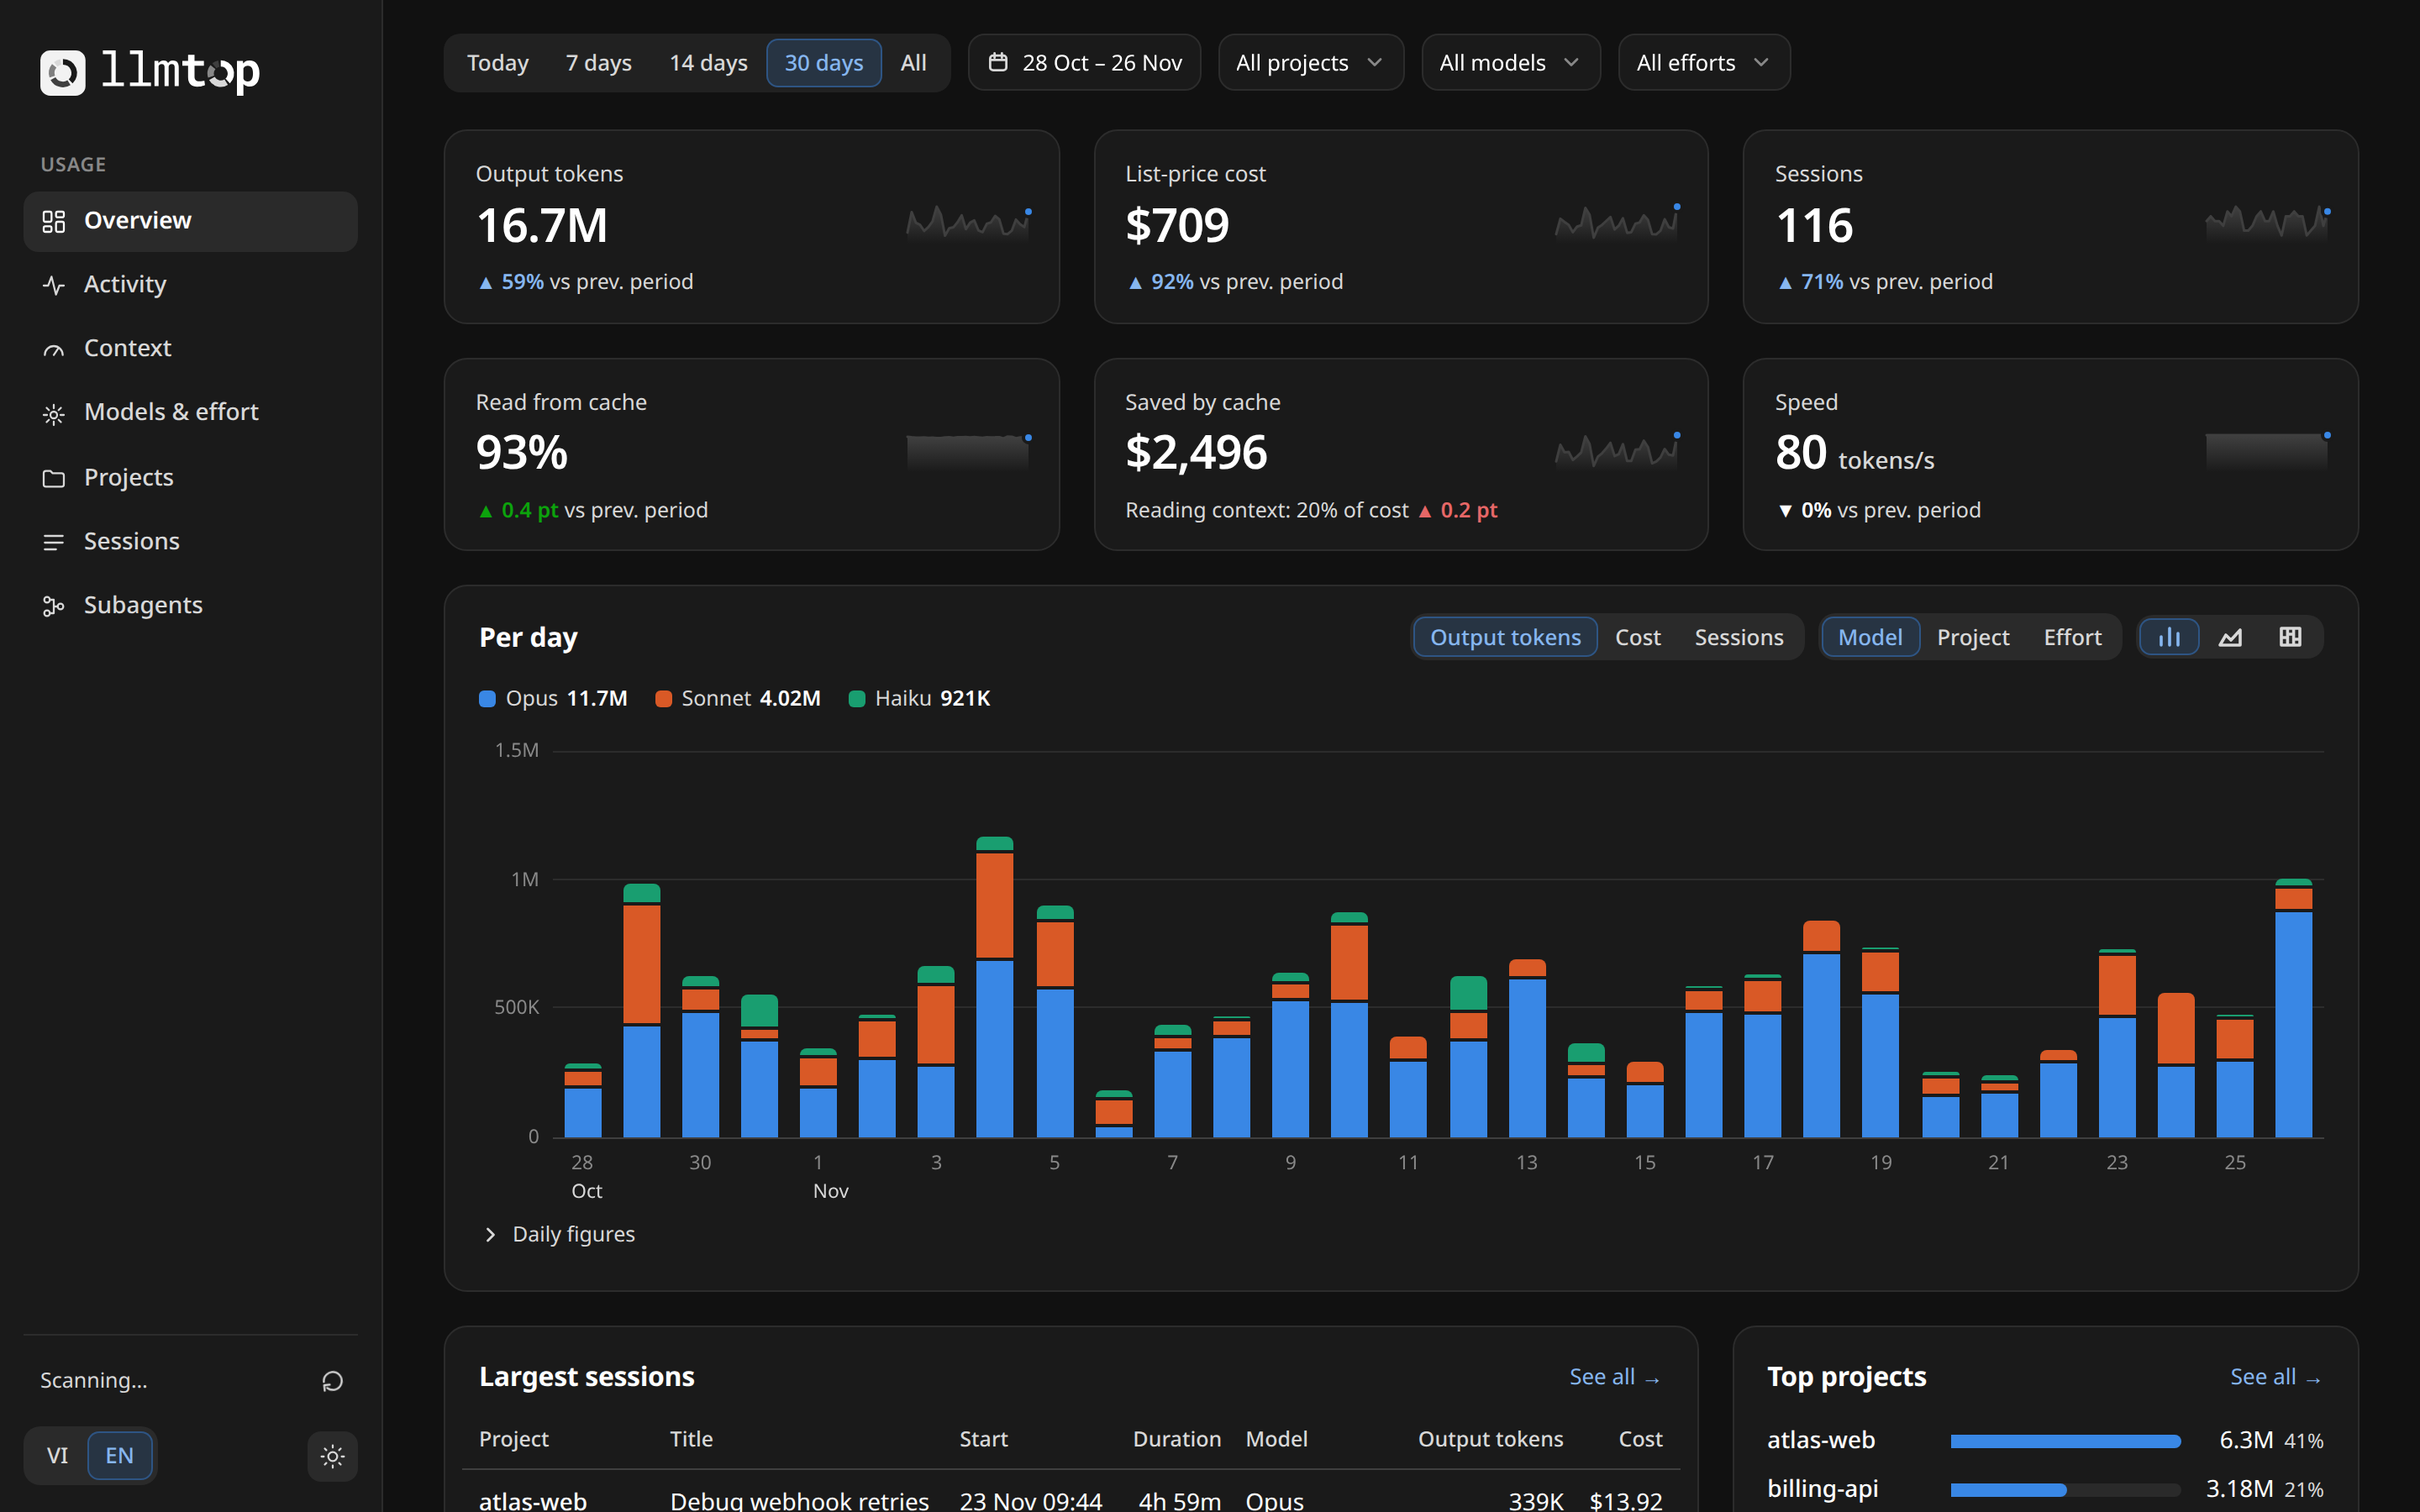 llmtop
USAGE
Overview
Activity
Context
Models & effort
Projects
Sessions
Subagents
Scanning...
VI EN
Today 7 days 14 days 30 days All 28 Oct – 26 Nov All projects All models All efforts
Output tokens
16.7M
▲ 59% vs prev. period
List-price cost
$709
▲ 92% vs prev. period
Sessions
116
▲ 71% vs prev. period
Read from cache
93%
▲ 0.4 pt vs prev. period
Saved by cache
$2,496
Reading context: 20% of cost ▲ 0.2 pt
Speed
80 tokens/s
▼ 0% vs prev. period
Per day Output tokens Cost Sessions Model Project Effort
Opus 11.7M Sonnet 4.02M Haiku 921K
1.5M
1M
500K
0
28 30 1 3 5 7 9 11 13 15 17 19 21 23 25
Oct Nov
Daily figures
Largest sessions See all →
Project Title Start Duration Model Output tokens Cost
atlas-web Debug webhook retries 23 Nov 09:44 4h 59m Opus 339K $13.92
Top projects See all →
atlas-web 6.3M 41%
billing-api 3.18M 21%